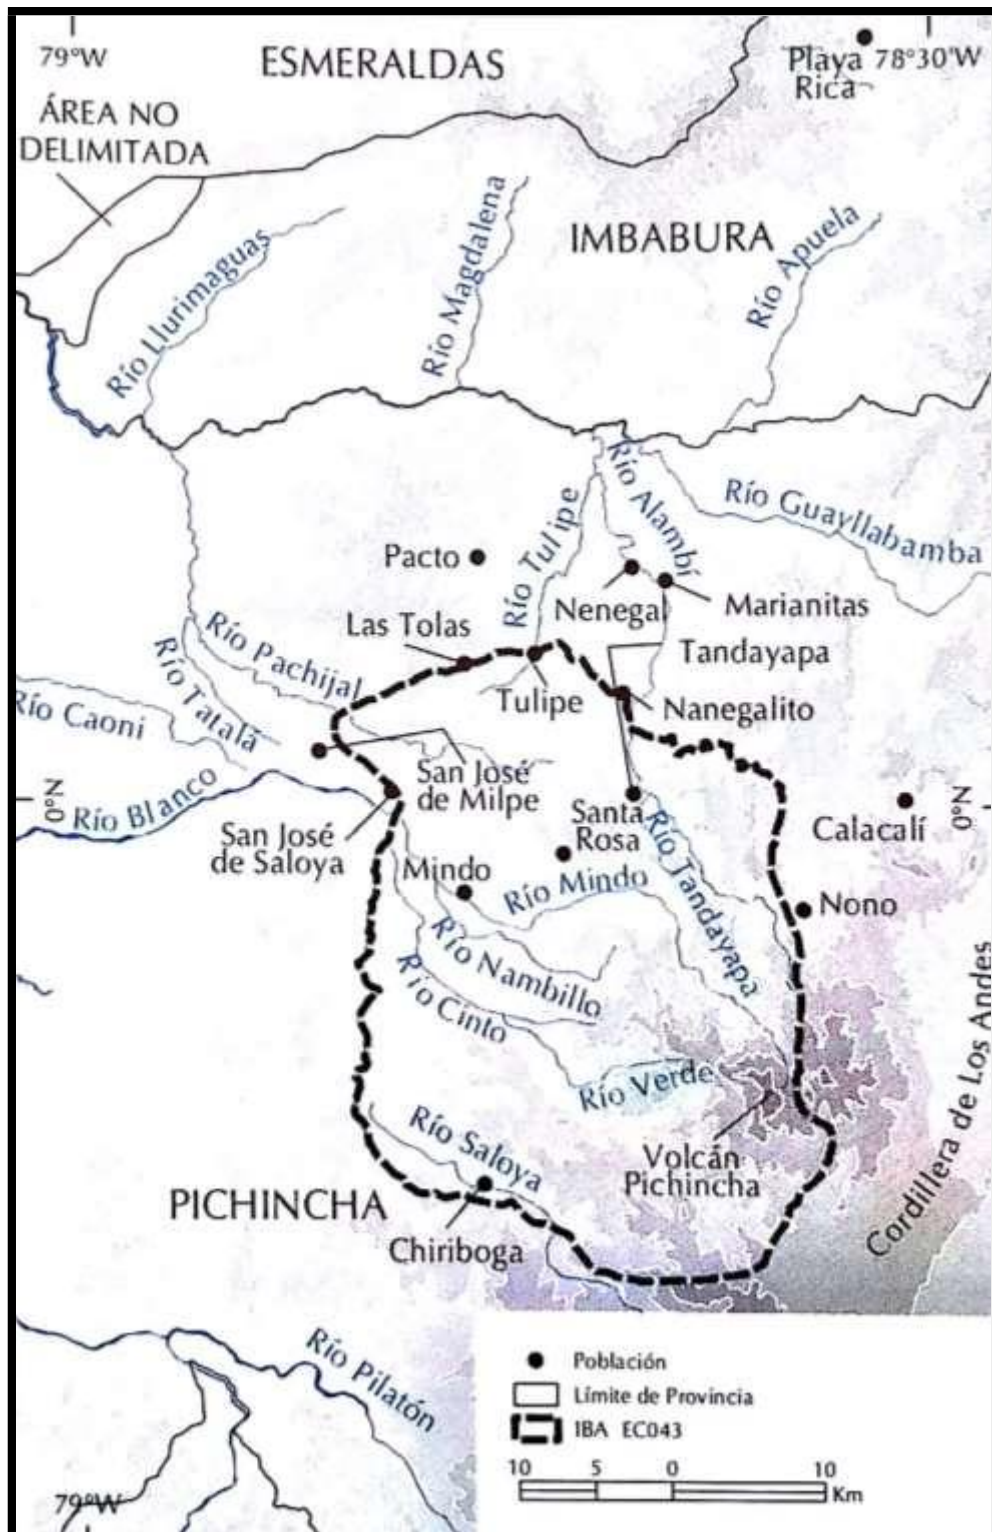 79°W
ESMERALDAS
Playa
Rica
78°30'W
ÁREA NO
DELIMITADA
IMBABURA
Río Llurimaguas
Río Magdalena
Río Apuela
Río Alambí
Río Guayllabamba
Río Tulipe
Pacto
Nenegal
Marianitas
Las Tolas
Tandayapa
Río Pachijal
Río Tatalá
Tulipe
Nanegalito
Río Caoni
San José
de Milpe
0°N
Río Blanco
Santa
Rosa
Calacalí
0°N
San José
de Saloya
Mindo
Río Mindo
Río Tandayapa
Nono
Río Nambillo
Río Cinto
Río Verde
Cordillera de Los Andes
Río Saloya
Volcán
Pichincha
PICHINCHA
Chiriboga
Río Pilatón
Población
Límite de Provincia
IBA EC043
10 5 0 10
Km
79°W